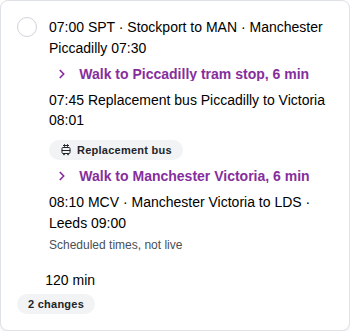 07:00 SPT · Stockport to MAN · Manchester
Piccadilly 07:30
Walk to Piccadilly tram stop, 6 min
07:45 Replacement bus Piccadilly to Victoria
08:01
Replacement bus
Walk to Manchester Victoria, 6 min
08:10 MCV · Manchester Victoria to LDS ·
Leeds 09:00
Scheduled times, not live
120 min
2 changes